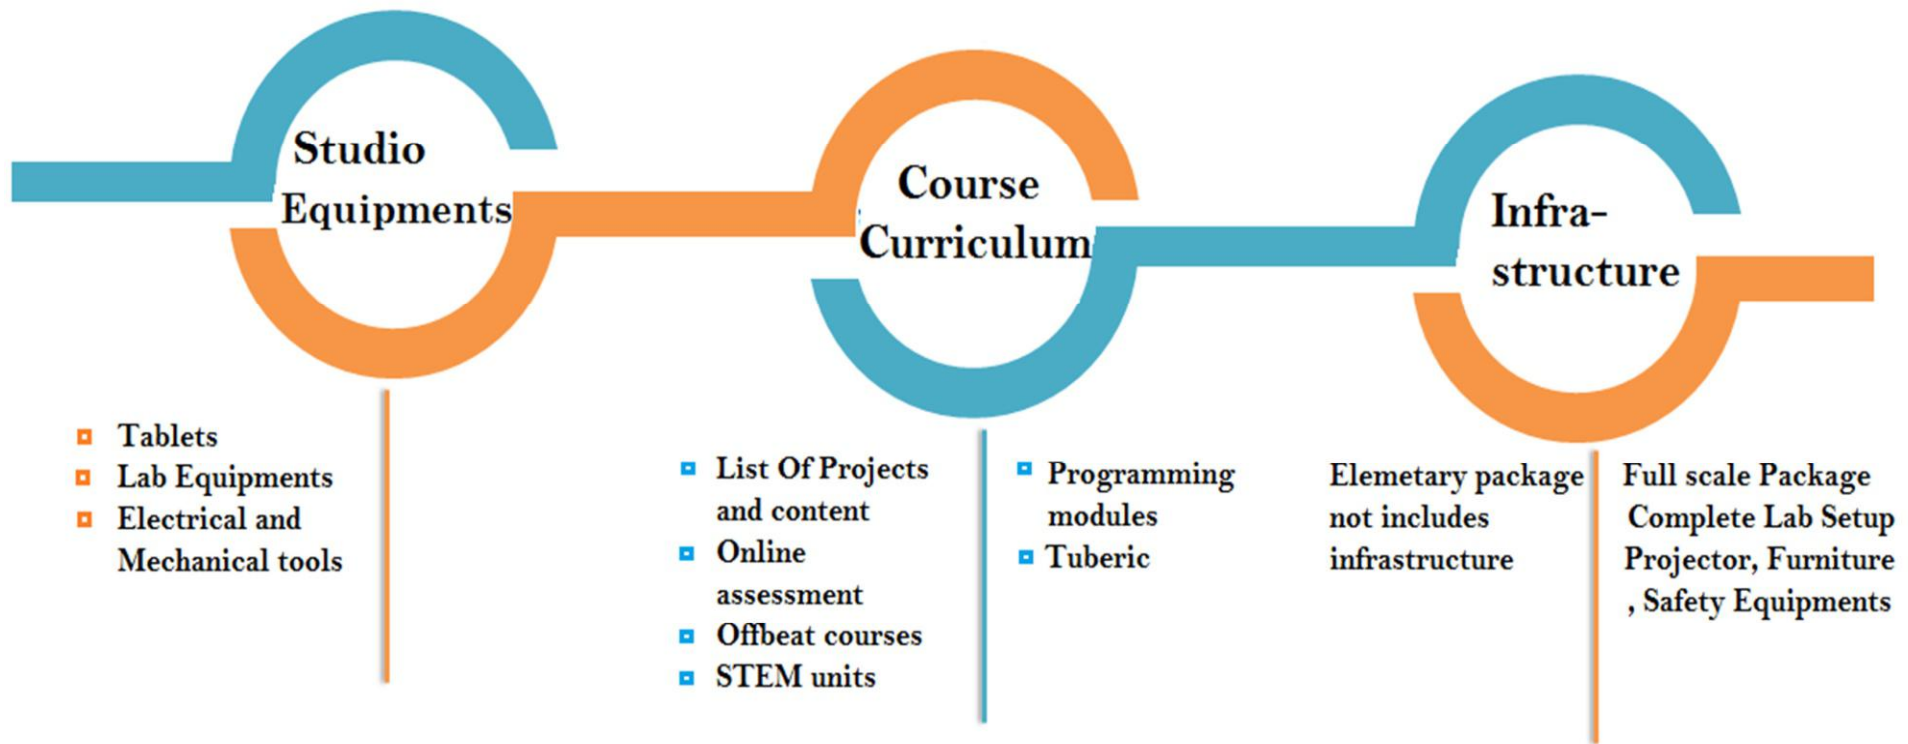 Studio
Equipments
Course
Curriculum
Infra-
structure
Tablets
Lab Equipments
Electrical and
Mechanical tools
List Of Projects
and content
Online
assessment
Offbeat courses
STEM units
Programming
modules
Tuberic
Elemetary package
not includes
infrastructure
Full scale Package
Complete Lab Setup
Projector, Furniture
, Safety Equipments